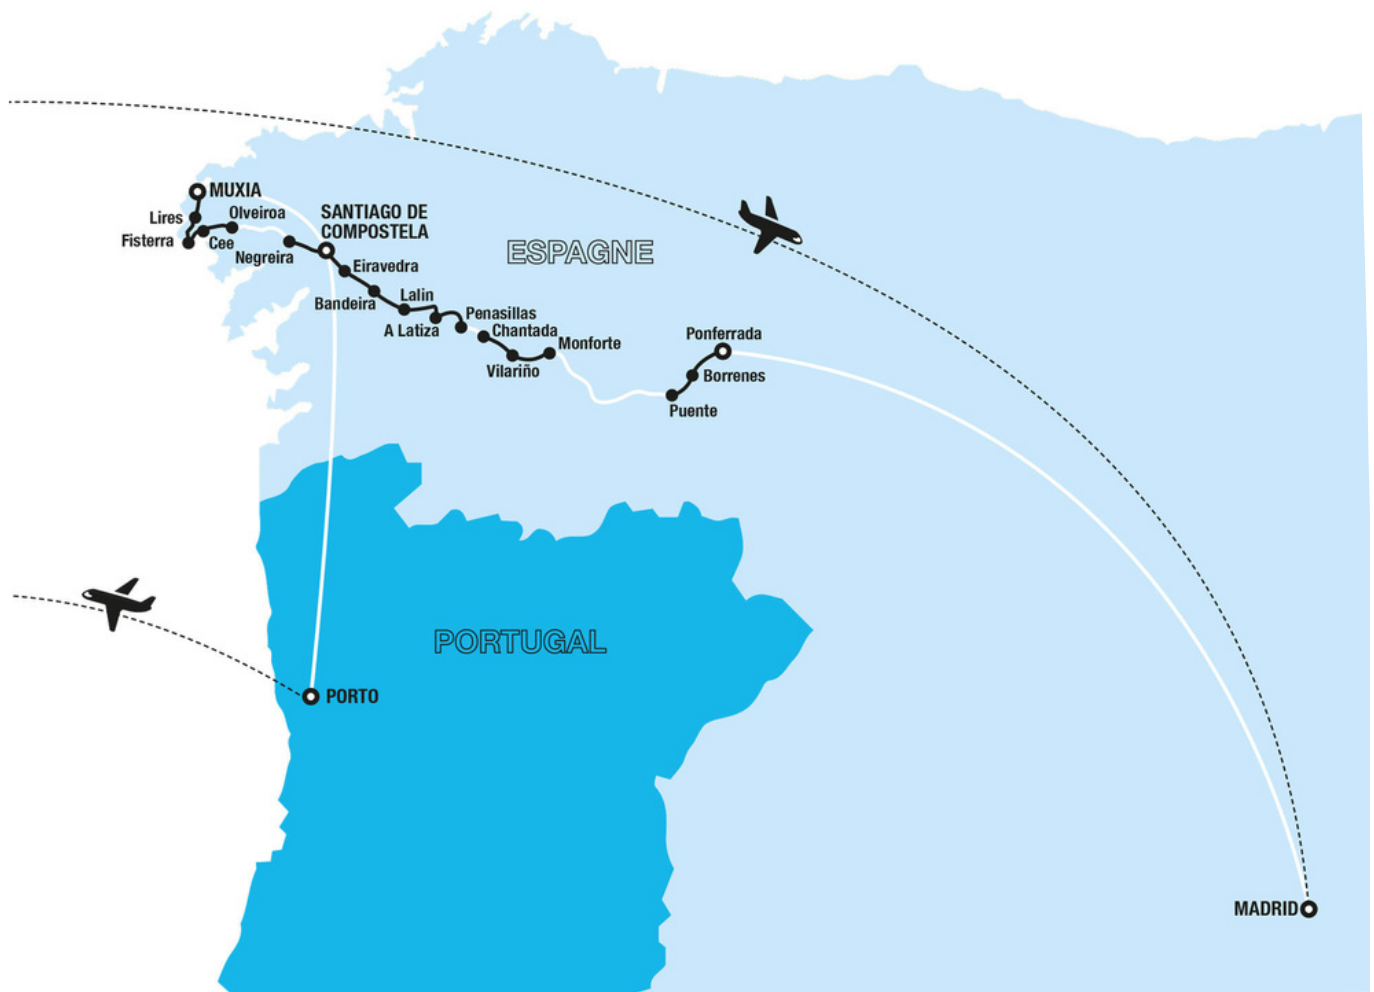 MUXIA
Lires
Olveiroa
Fisterra
Cee
Negreira
SANTIAGO DE
COMPOSTELA
ESPAGNE
Eiravedra
Bandeira
Lalin
A Latiza
Penasillas
Chantada
Vilariño
Monforte
Ponferrada
Borrenes
Puente
PORTUGAL
PORTO
MADRID